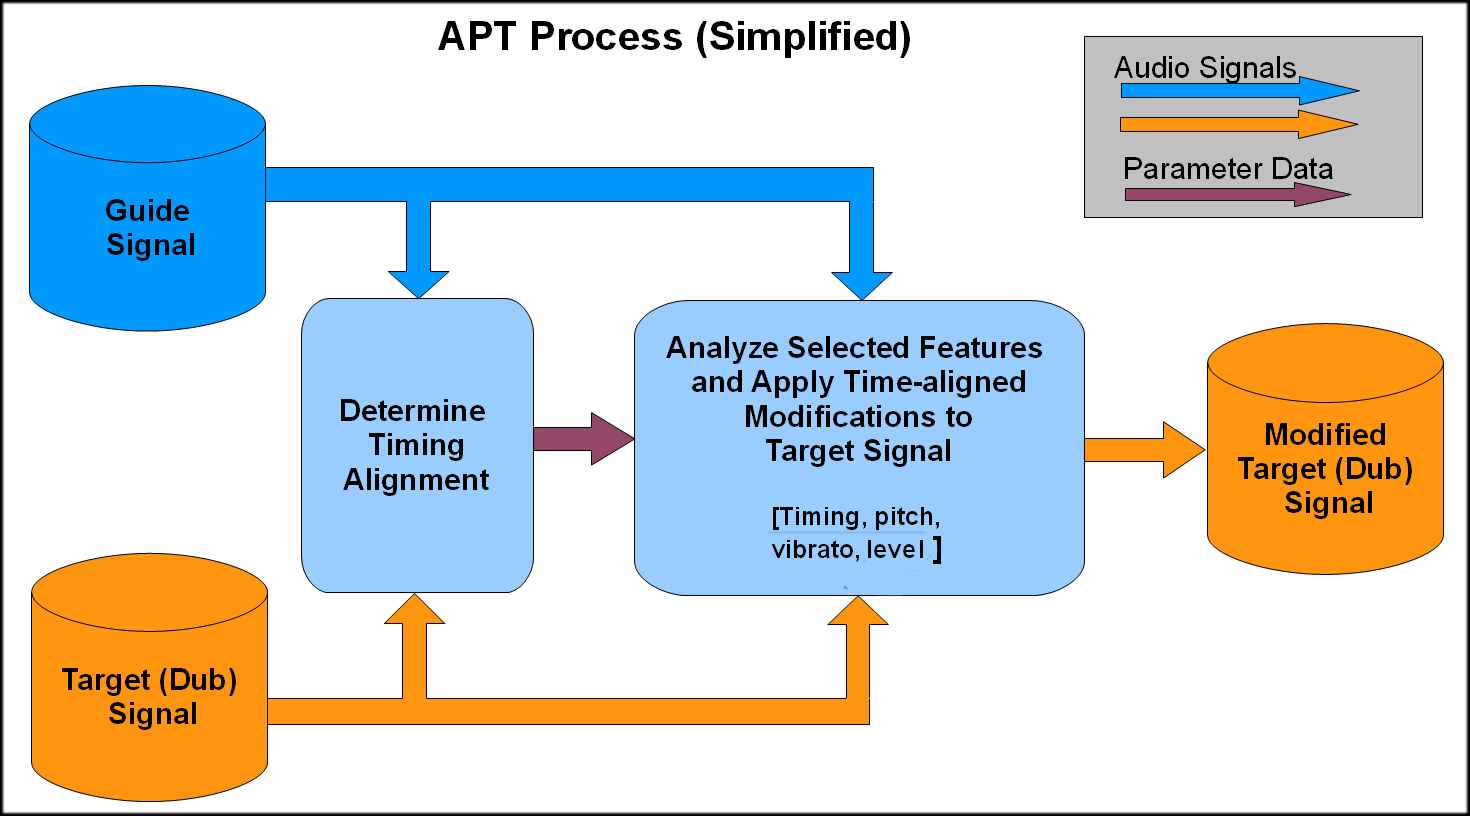 APT Process (Simplified)
Audio Signals
Parameter Data
Guide
Signal
Determine
Timing
Alignment
Analyze Selected Features
and Apply Time-aligned
Modifications to
Target Signal
[Timing, pitch,
vibrato, level ]
Modified
Target (Dub)
Signal
Target (Dub)
Signal